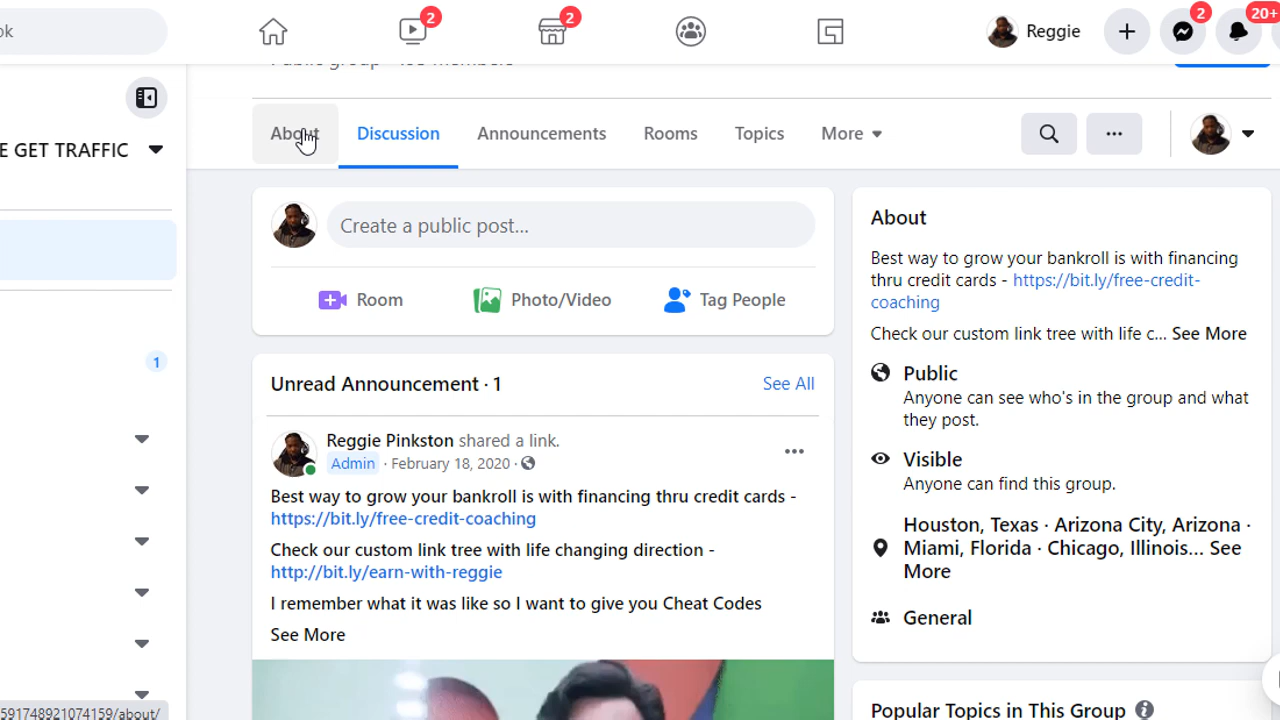 ok
2
2
Reggie
2
20+
E GET TRAFFIC
About
Discussion
Announcements
Rooms
Topics
More
Create a public post...
Room
Photo/Video
Tag People
1
Unread Announcement · 1
See All
Reggie Pinkston shared a link.
Admin · February 18, 2020 ·
Best way to grow your bankroll is with financing thru credit cards -
https://bit.ly/free-credit-coaching
Check our custom link tree with life changing direction -
http://bit.ly/earn-with-reggie
I remember what it was like so I want to give you Cheat Codes
See More
About
Best way to grow your bankroll is with financing
thru credit cards - https://bit.ly/free-credit-
coaching
Check our custom link tree with life c... See More
Public
Anyone can see who's in the group and what
they post.
Visible
Anyone can find this group.
Houston, Texas · Arizona City, Arizona ·
Miami, Florida · Chicago, Illinois... See
More
General
Popular Topics in This Group
591748921074159/about/